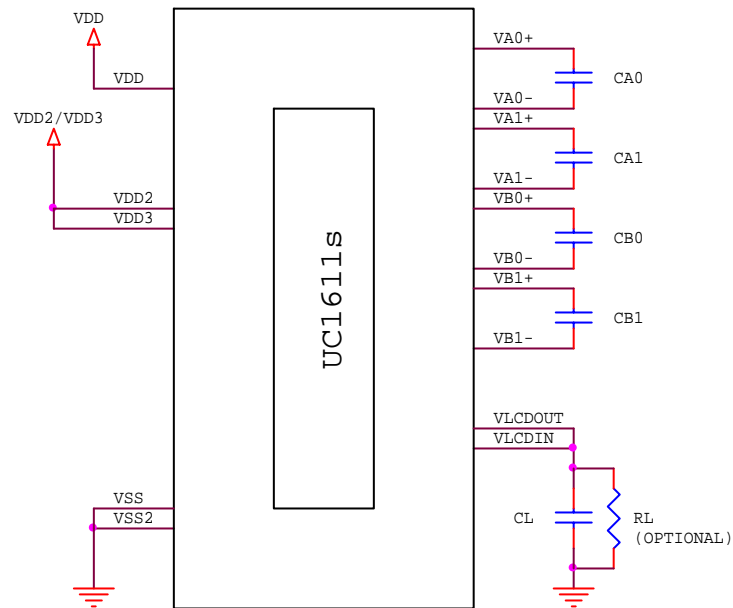 VDD
VDD
VDD2/VDD3
VDD2
VDD3
VSS
VSS2
UC1611s
VA0+
CA0
VA0-
VA1+
CA1
VA1-
VB0+
CB0
VB0-
VB1+
CB1
VB1-
VLCDOUT
VLCDIN
CL
RL
(OPTIONAL)